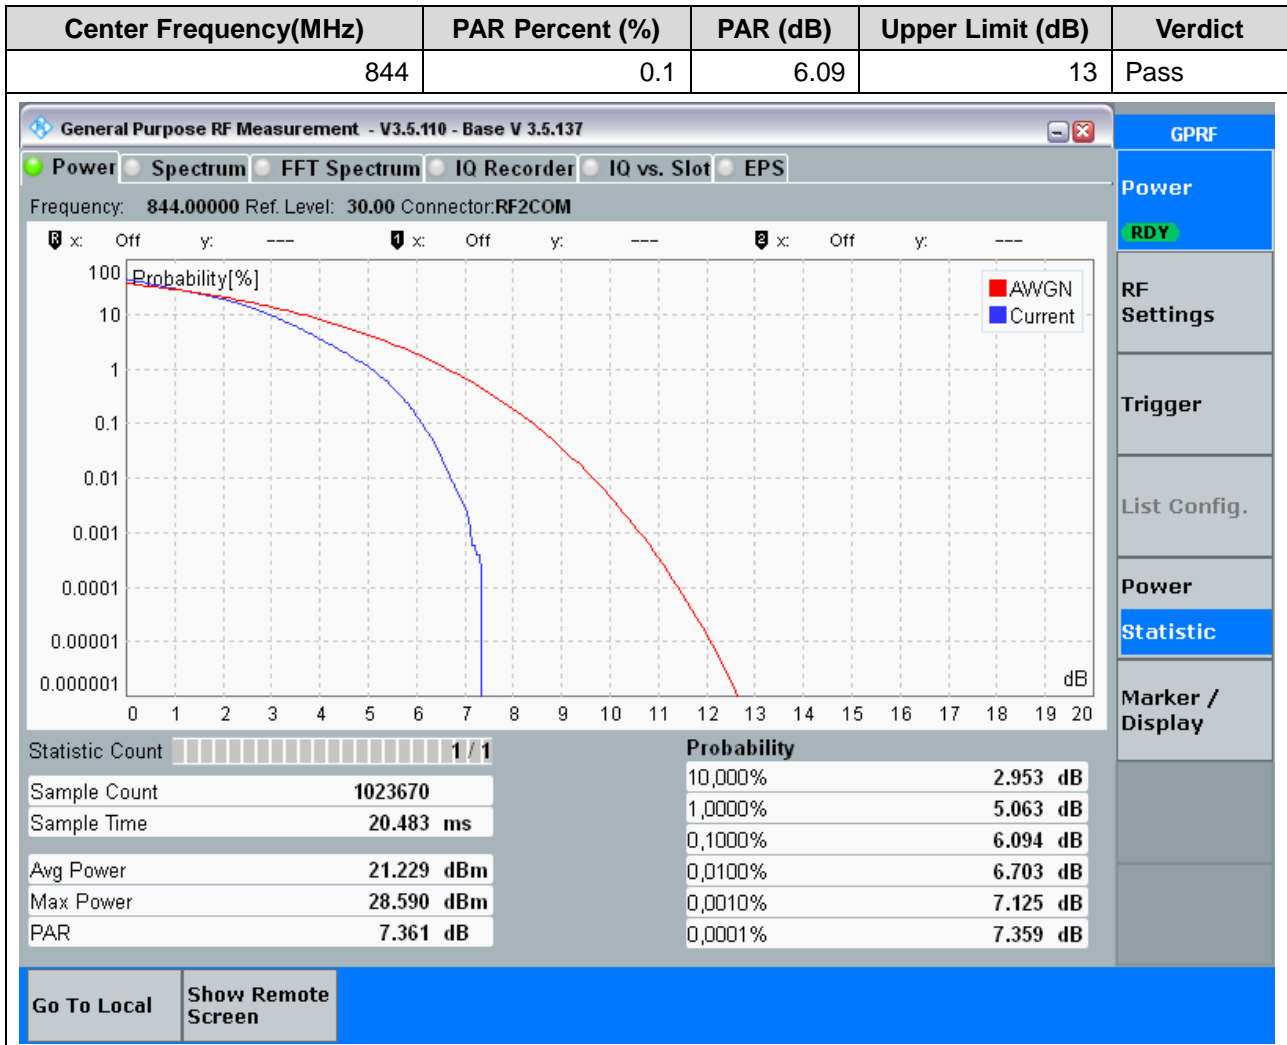 Center Frequency(MHz) PAR Percent (%) PAR (dB) Upper Limit (dB) Verdict
844 0.1 6.09 13 Pass
General Purpose RF Measurement - V3.5.110 - Base V 3.5.137
GPRF
Power Spectrum FFT Spectrum IQ Recorder IQ vs. Slot EPS
Frequency: 844.00000 Ref. Level: 30.00 Connector:RF2COM
R x: Off y: --- 1 x: Off y: --- 2 x: Off y: ---
Probability[%]
100
10
1
0.1
0.01
0.001
0.0001
0.00001
0.000001
AWGN
Current
dB
0 1 2 3 4 5 6 7 8 9 10 11 12 13 14 15 16 17 18 19 20
Statistic Count 1 / 1
Sample Count 1023670
Sample Time 20.483 ms
Avg Power 21.229 dBm
Max Power 28.590 dBm
PAR 7.361 dB
Probability
10,000% 2.953 dB
1,0000% 5.063 dB
0,1000% 6.094 dB
0,0100% 6.703 dB
0,0010% 7.125 dB
0,0001% 7.359 dB
Power
RDY
RF
Settings
Trigger
List Config.
Power
Statistic
Marker /
Display
Go To Local
Show Remote
Screen